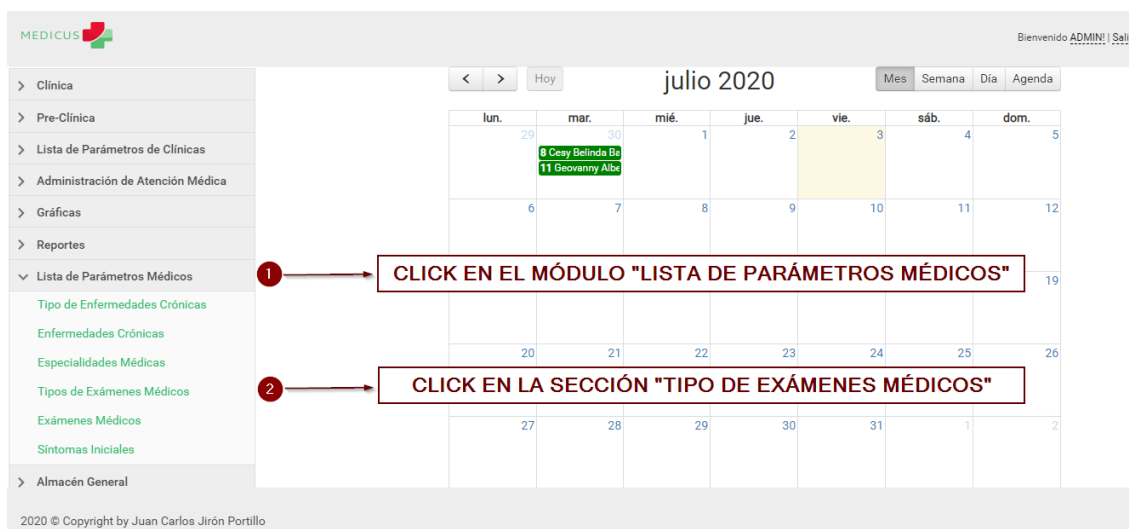 MEDICUS
Bienvenido ADMIN! | Sali
Clínica
Pre-Clínica
Lista de Parámetros de Clínicas
Administración de Atención Médica
Gráficas
Reportes
Lista de Parámetros Médicos
Tipo de Enfermedades Crónicas
Enfermedades Crónicas
Especialidades Médicas
Tipos de Exámenes Médicos
Exámenes Médicos
Síntomas Iniciales
Almacén General
< > Hoy julio 2020 Mes Semana Día Agenda
lun. mar. mié. jue. vie. sáb. dom.
29 30 1 2 3 4 5
8 Cesy Belinda Ba
11 Geovanny Albe
6 7 8 9 10 11 12
1 CLICK EN EL MÓDULO "LISTA DE PARÁMETROS MÉDICOS"
19
20 21 22 23 24 25 26
2 CLICK EN LA SECCIÓN "TIPO DE EXÁMENES MÉDICOS"
27 28 29 30 31 1 2
2020 © Copyright by Juan Carlos Jirón Portillo